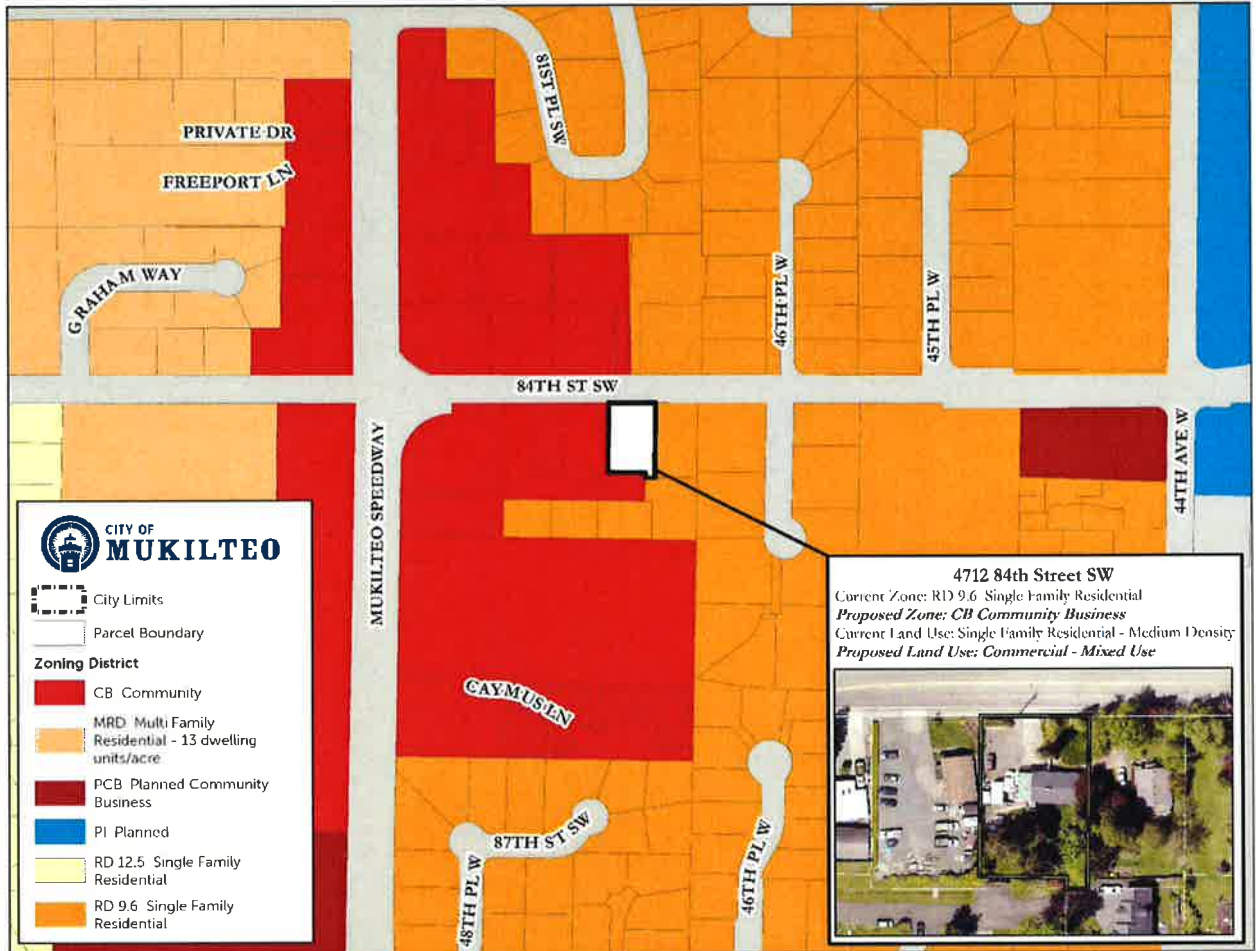 81ST PL SW
PRIVATE DR
FREEPORT LN
GRAHAM WAY
46TH PL W
45TH PL W
84TH ST SW
MUKILTEO SPEEDWAY
44TH AVE W
CAYMUS LN
87TH ST SW
48TH PL W
46TH PL W
CITY OF
MUKILTEO
City Limits
Parcel Boundary
Zoning District
CB Community
MRD Multi Family
Residential - 13 dwelling
units/acre
PCB Planned Community
Business
PI Planned
RD 12.5 Single Family
Residential
RD 9.6 Single Family
Residential
4712 84th Street SW
Current Zone: RD 9.6 Single Family Residential
Proposed Zone: CB Community Business
Current Land Use: Single Family Residential - Medium Density
Proposed Land Use: Commercial - Mixed Use